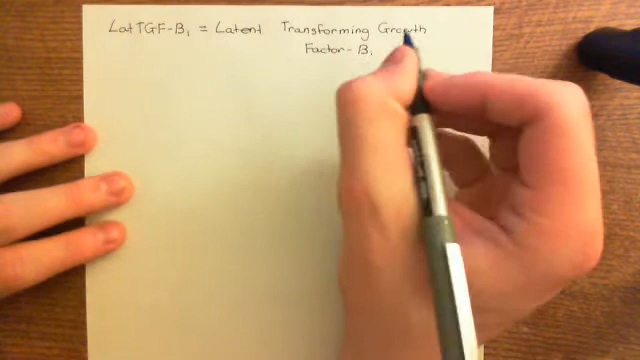 LatTGF-B₁ = Latent Transforming Growth
Factor-B₁